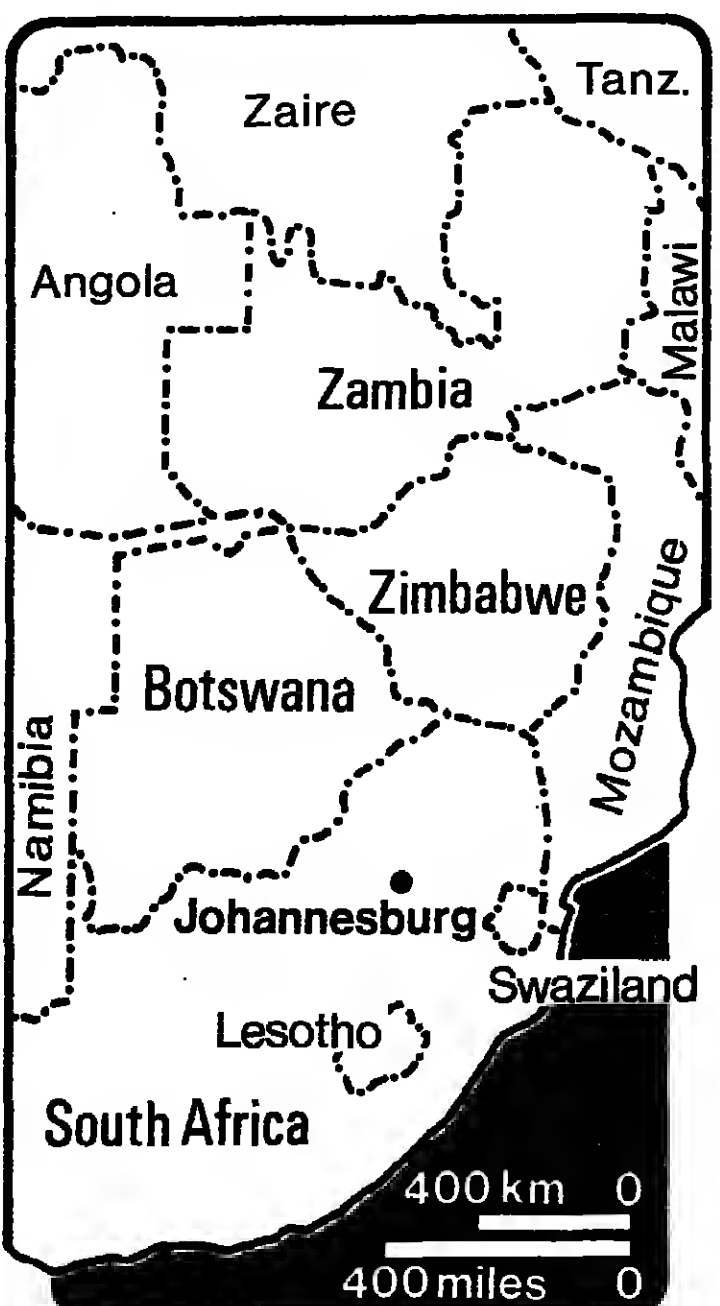 Tanz.
Zaire
Angola
Malawi
Zambia
Zimbabwe
Mozambique
Botswana
Namibia
Johannesburg
Swaziland
Lesotho
South Africa
400 km 0
400 miles 0